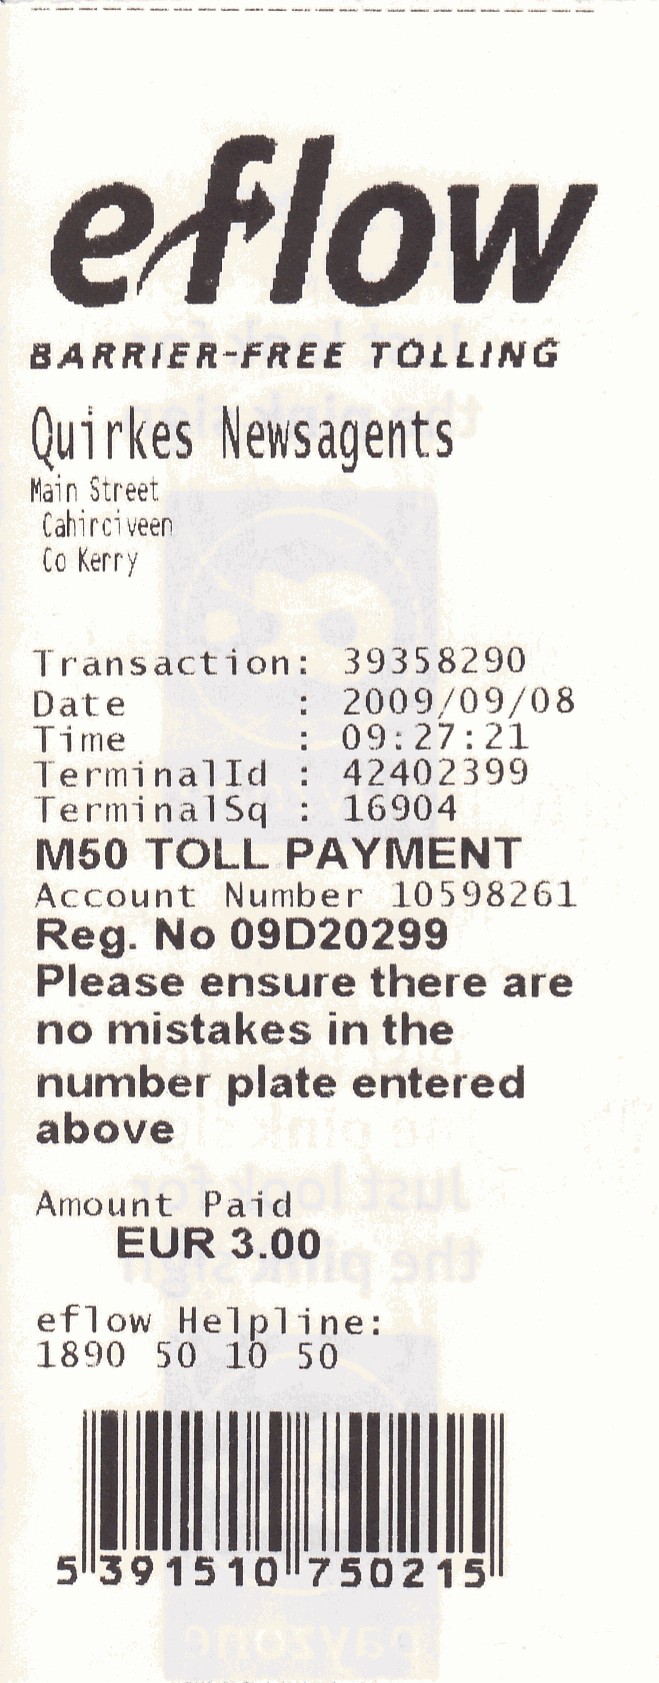 eflow
BARRIER-FREE TOLLING
Quirkes Newsagents
Main Street
Cahirciveen
Co Kerry
Transaction: 39358290
Date : 2009/09/08
Time : 09:27:21
TerminalId : 42402399
TerminalSq : 16904
M50 TOLL PAYMENT
Account Number 10598261
Reg. No 09D20299
Please ensure there are
no mistakes in the
number plate entered
above
Amount Paid
EUR 3.00
eflow Helpline:
1890 50 10 50
5 391510 750215